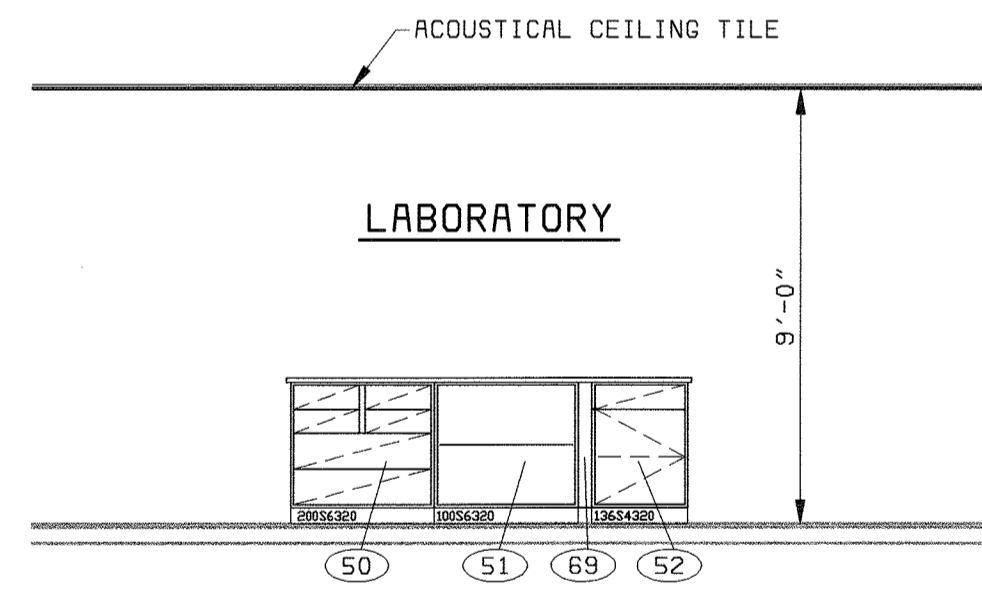 ACOUSTICAL CEILING TILE
LABORATORY
9'-0"
200S6320 100S6320 136S4320
50 51 69 52